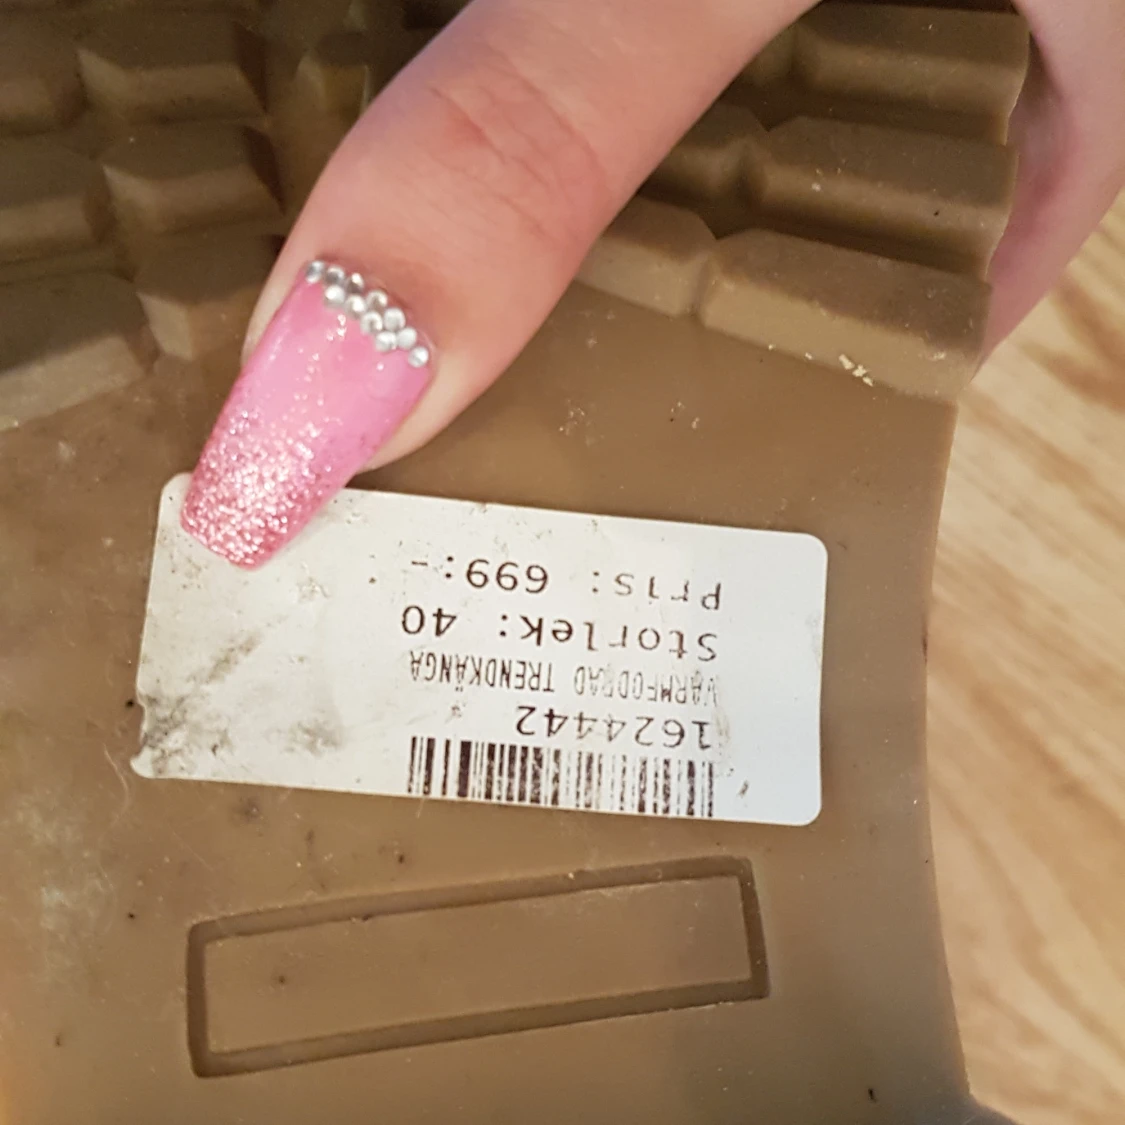 Pris: 699:-
Storlek: 40
VARMFODRAD TRENDKÄNGA
1624442